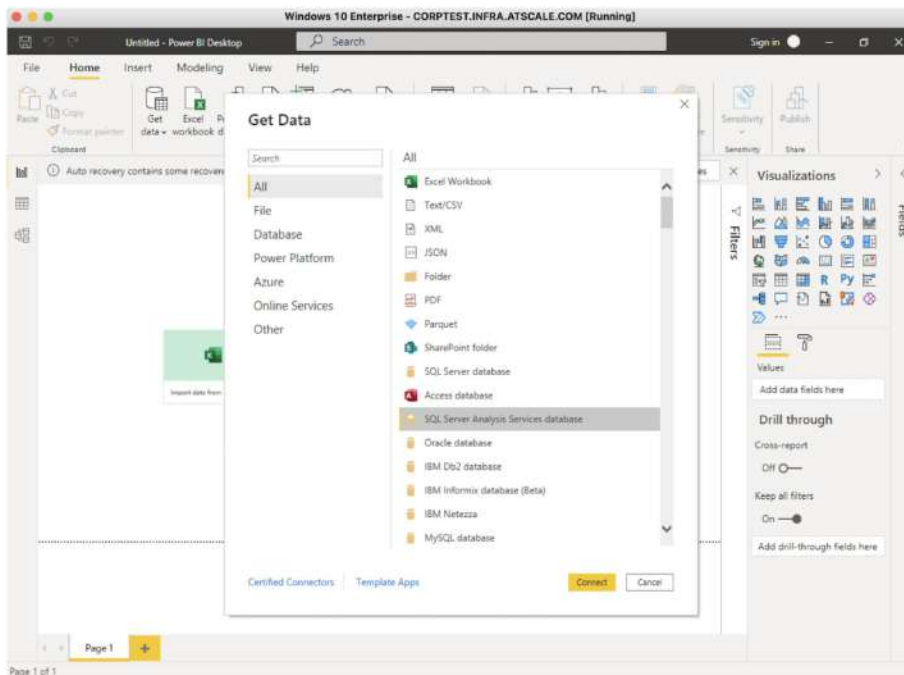 Windows 10 Enterprise - CORPTEST.INFRA.ATSCALE.COM [Running]
Untitled - Power BI Desktop
Search
Sign in
File Home Insert Modeling View Help
Paste
Cut
Copy
Format painter
Clipboard
Get data
Excel workbook
Sensitivity
Sensitivity
Publish
Share
Auto recovery contains some recovere
Import data from
Get Data
Search
All
File
Database
Power Platform
Azure
Online Services
Other
All
Excel Workbook
Text/CSV
XML
JSON
Folder
PDF
Parquet
SharePoint folder
SQL Server database
Access database
SQL Server Analysis Services database
Oracle database
IBM Db2 database
IBM Informix database (Beta)
IBM Netezza
MySQL database
Certified Connectors
Template Apps
Connect
Cancel
Filters
Visualizations
Fields
R Py
Values
Add data fields here
Drill through
Cross-report
Off
Keep all filters
On
Add drill-through fields here
Page 1
Page 1 of 1